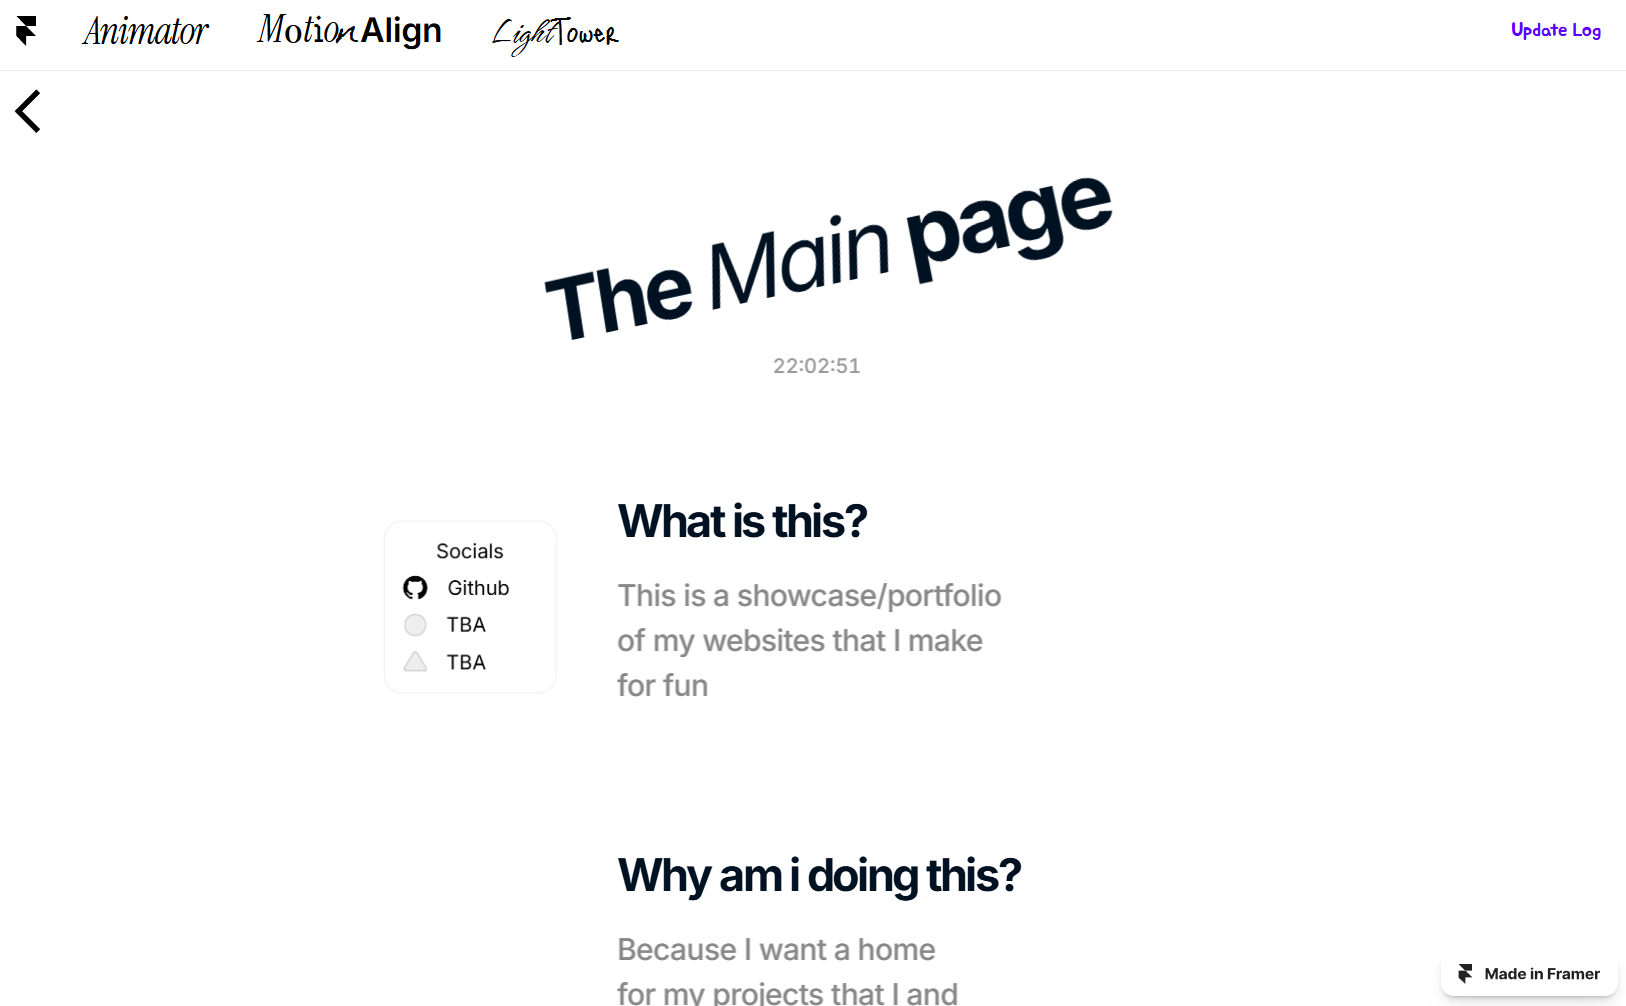 Animator MotionAlign LightTower Update Log
The Main page
22:02:51
Socials
Github
TBA
TBA
What is this?
This is a showcase/portfolio
of my websites that I make
for fun
Why am i doing this?
Because I want a home
for my projects that I and
Made in Framer